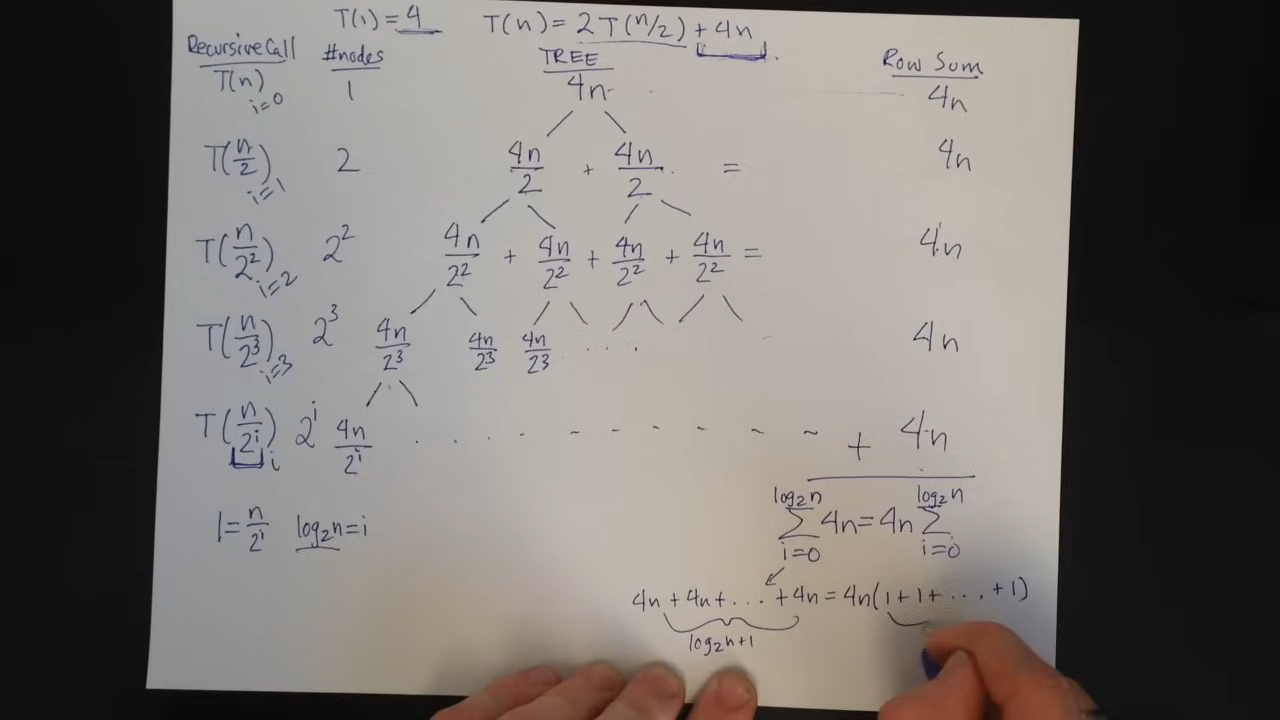 T(1) = 4 T(n) = 2T(n/2) + 4n
Recursive Call #nodes TREE Row Sum
T(n) i=0 1 4n 4n
T(n/2) i=1 2 4n/2 + 4n/2 = 4n
T(n/2²) i=2 2² 4n/2² + 4n/2² + 4n/2² + 4n/2² = 4n
T(n/2³) i=3 2³ 4n/2³ 4n/2³ 4n/2³ . . . . 4n
T(n/2ⁱ) i 2ⁱ 4n/2ⁱ . . . . - - - - - - ~ + 4n
log₂n log₂n
1 = n/2ⁱ log₂n = i Σ 4n = 4n Σ
i=0 i=0
4n + 4n + . . . + 4n = 4n(1 + 1 + . . . + 1)
log₂n+1